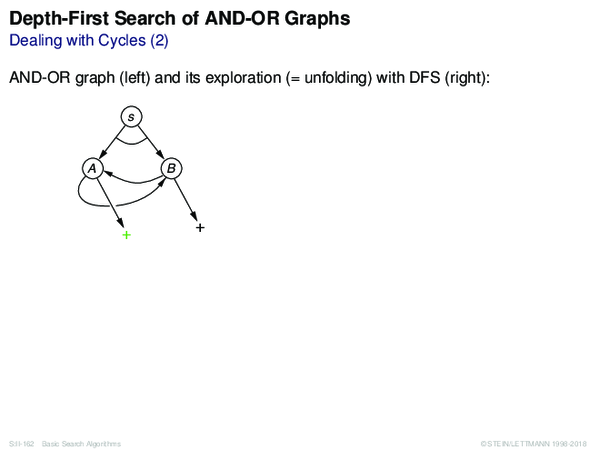 Depth-First Search of AND-OR Graphs
Dealing with Cycles (2)
AND-OR graph (left) and its exploration (= unfolding) with DFS (right):
s
A
B
+
+
S:II-162 Basic Search Algorithms
© STEIN/LETTMANN 1998-2018